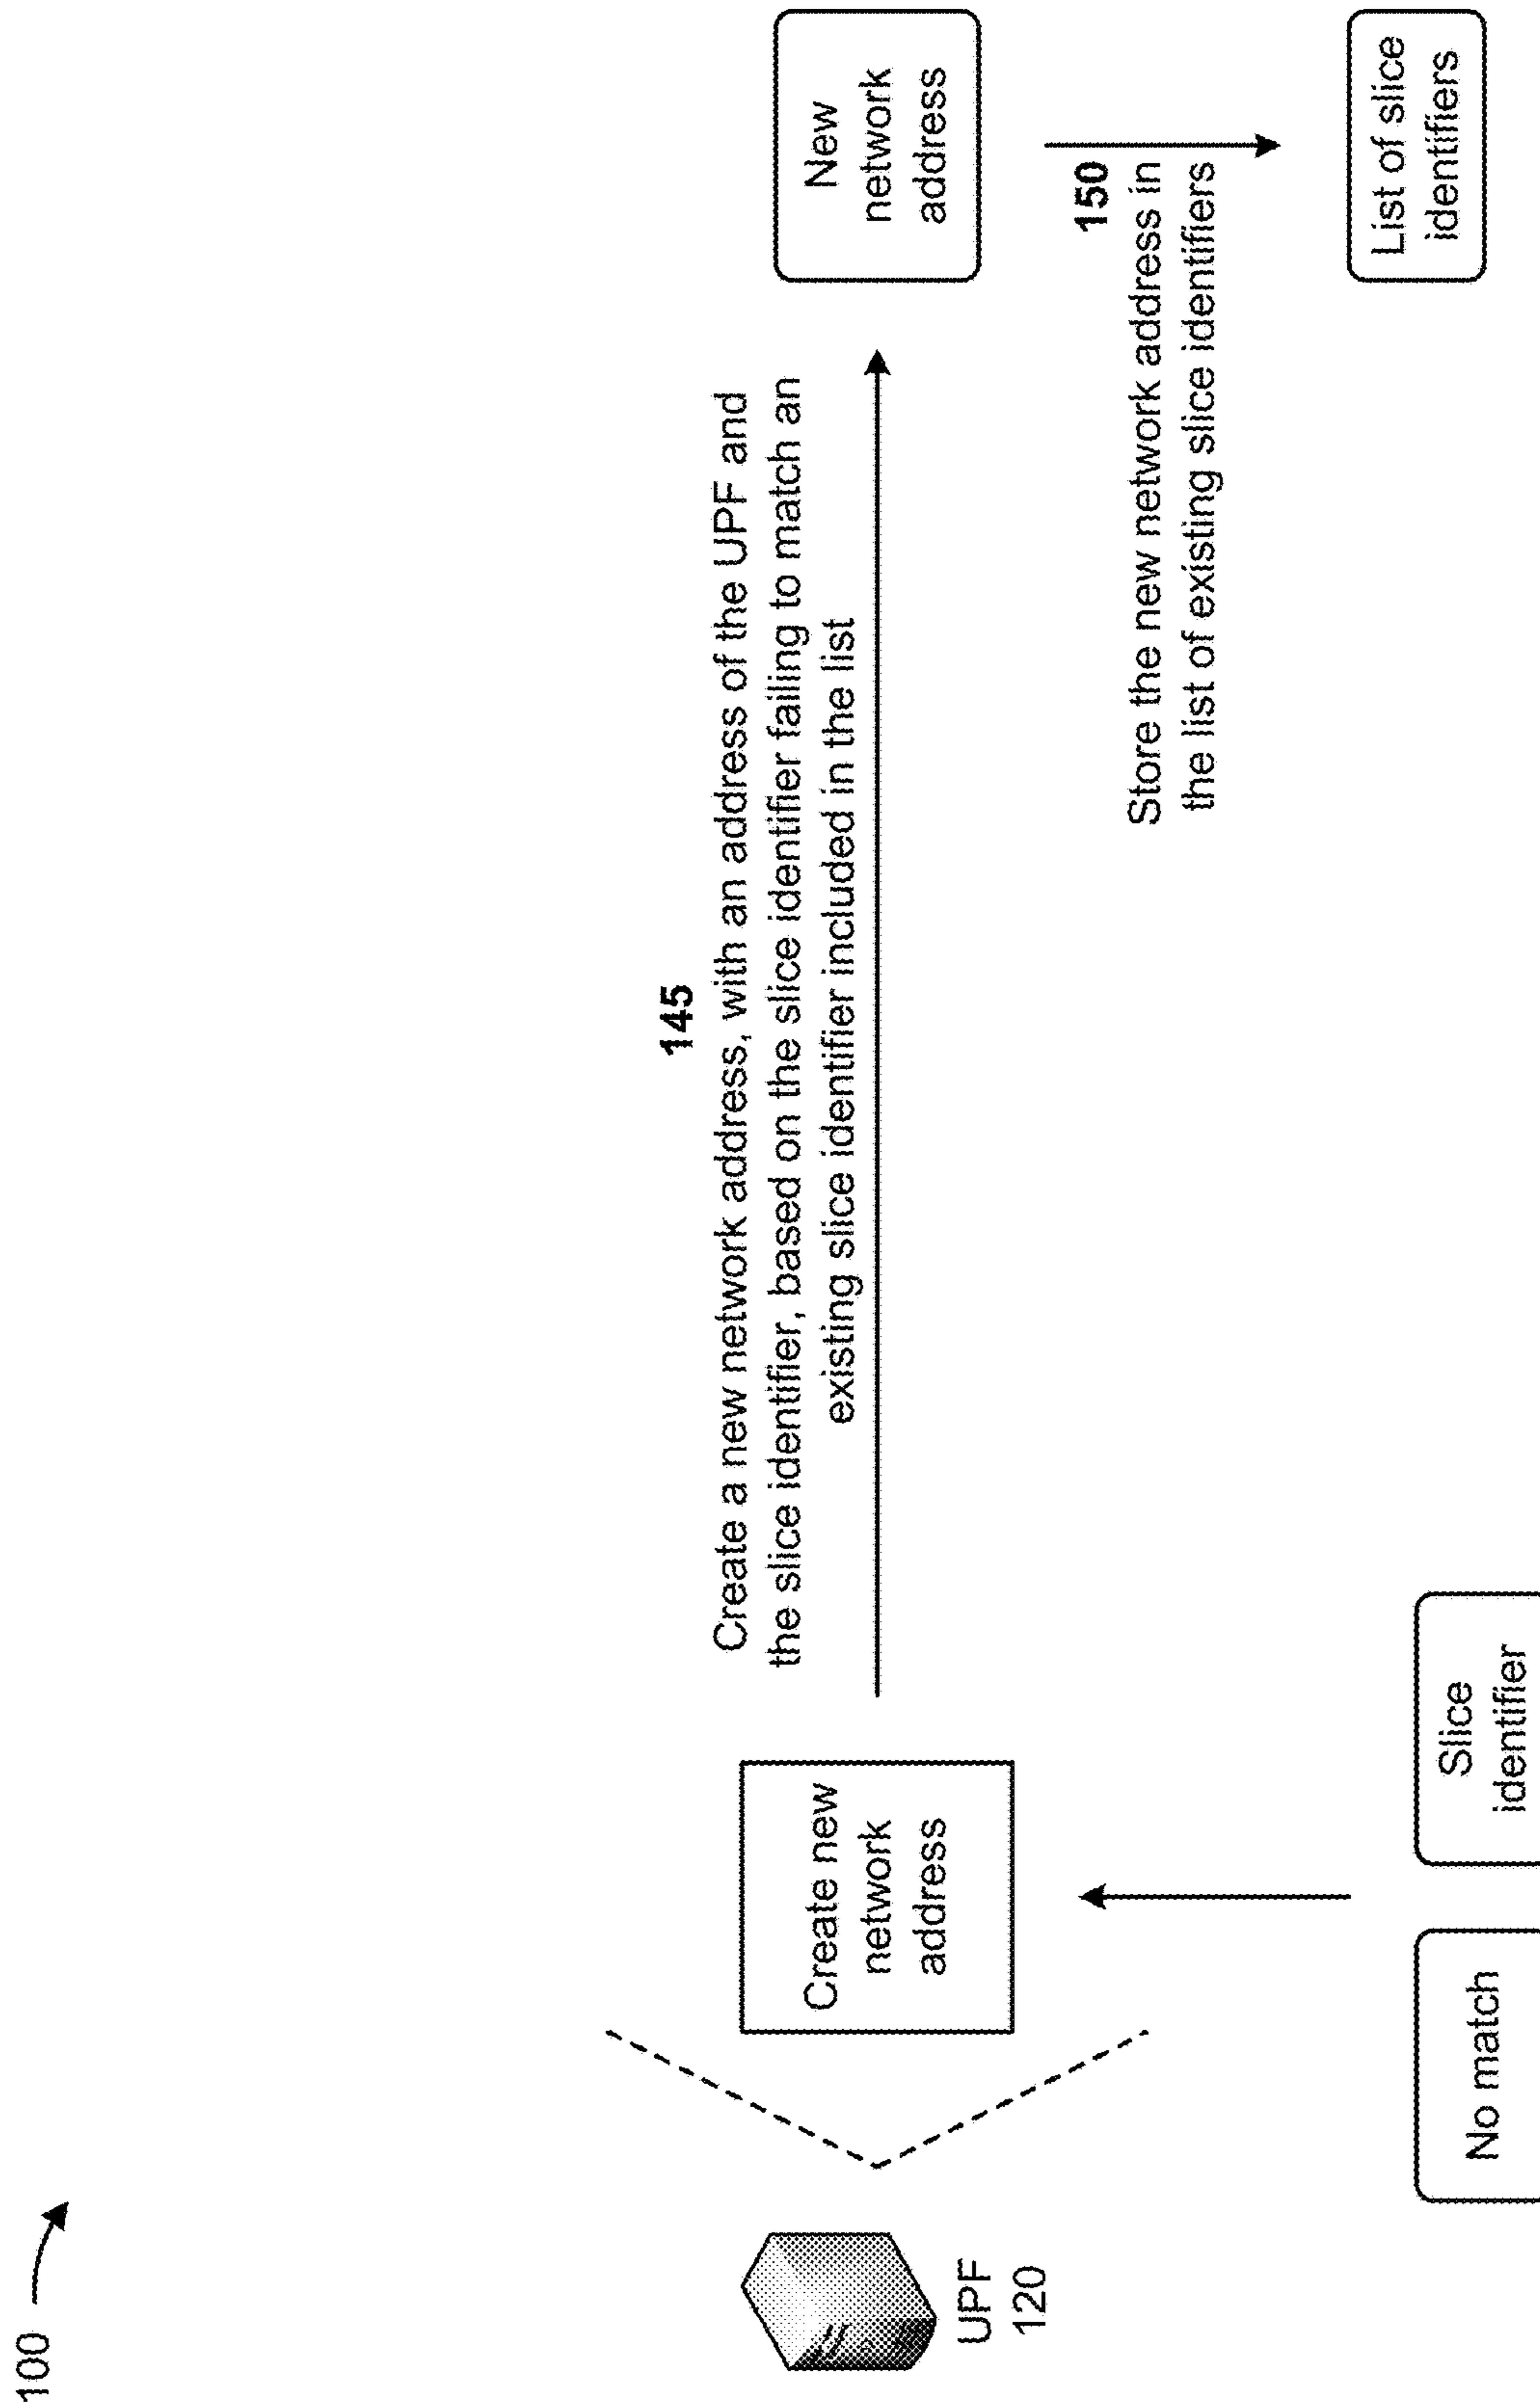 100
145
Create a new network address, with an address of the UPF and
the slice identifier, based on the slice identifier failing to match an
existing slice identifier included in the list
UPF
120
Create new
network
address
New
network
address
150
Store the new network address in
the list of existing slice identifiers
No match
Slice
identifier
List of slice
identifiers